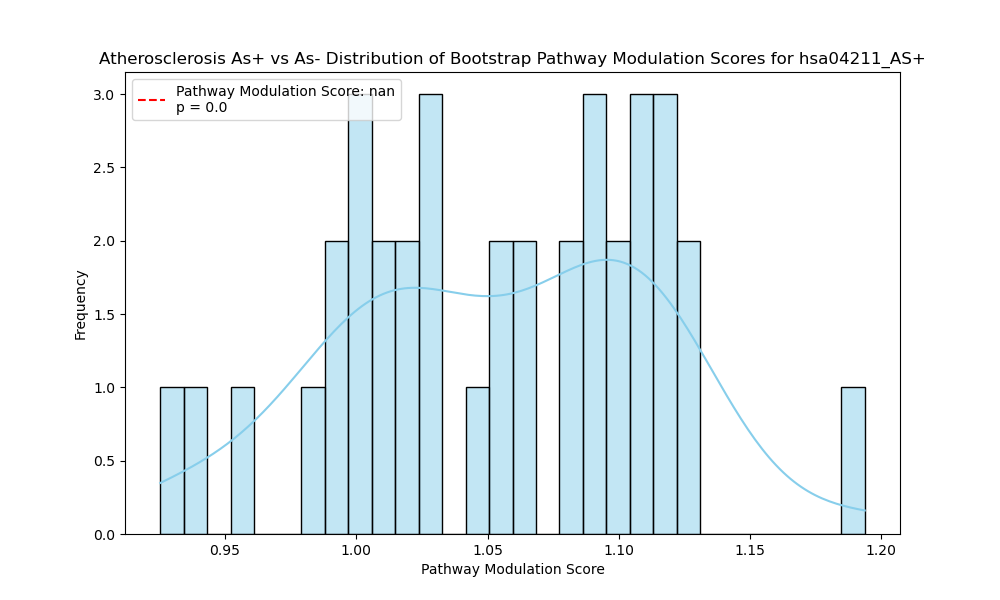 Atherosclerosis As+ vs As- Distribution of Bootstrap Pathway Modulation Scores for hsa04211_AS+
Pathway Modulation Score: nan
p = 0.0
3.0
2.5
2.0
1.5
1.0
0.5
0.0
Frequency
0.95 1.00 1.05 1.10 1.15 1.20
Pathway Modulation Score